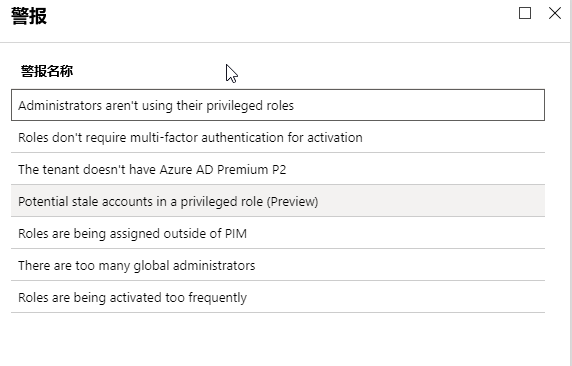 警报
警报名称
Administrators aren't using their privileged roles
Roles don't require multi-factor authentication for activation
The tenant doesn't have Azure AD Premium P2
Potential stale accounts in a privileged role (Preview)
Roles are being assigned outside of PIM
There are too many global administrators
Roles are being activated too frequently